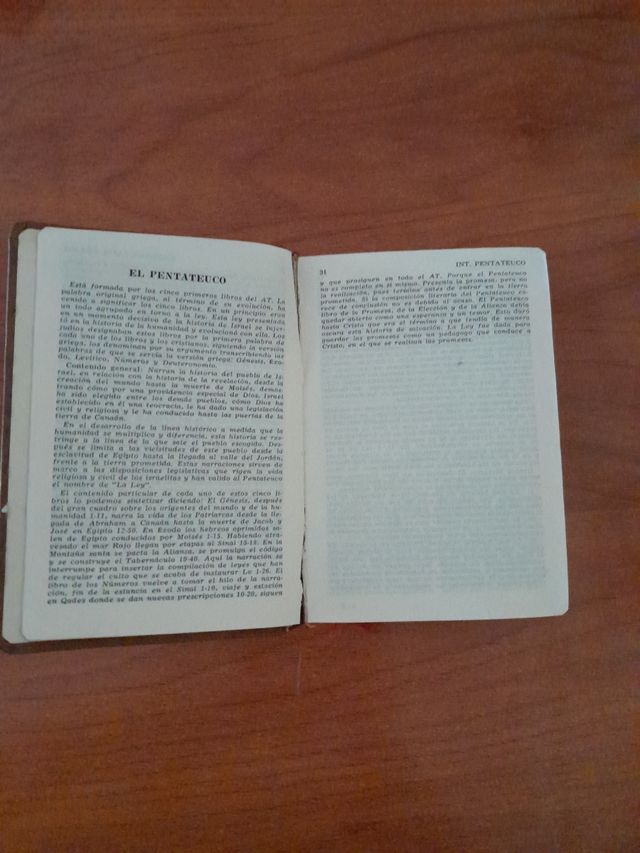 EL PENTATEUCO
Está formada por los cinco primeros libros del AT. La
palabra original griega, al término de su evolución, ha
venido a significar los cinco libros. En un principio eran
un todo agrupado en torno a la ley. Esta ley presentada
en un momento decisivo de la historia de Israel se injer-
tó en la historia de la humanidad y evolucionó con ella. Los
judíos designaban estos libros por la primera palabra de
cada uno de los libros y los cristianos, siguiendo la versión
griega, los denominan por su argumento transcribiendo las
palabras de que se servía la versión griega: Génesis, Exo-
do, Levítico, Números y Deuteronomio.
Contenido general: Narran la historia del pueblo de Is-
rael, en relación con la historia de la revelación, desde la
creación del mundo hasta la muerte de Moisés, demos-
trando cómo por una providencia especial de Dios, Israel
ha sido elegido entre los demás pueblos, cómo Dios ha
establecido en él una teocracia, le ha dado una legislación
civil y religiosa y le ha conducido hasta las puertas de la
tierra de Canaán.
En el desarrollo de la línea histórica a medida que la
humanidad se multiplica y diferencia, esta historia se res-
tringe a la línea de la que sale el pueblo escogido. Des-
pués se limita a las vicisitudes de este pueblo desde la
esclavitud de Egipto hasta la llegada al valle del Jordán,
frente a la tierra prometida. Estas narraciones sirven de
marco a las disposiciones legislativas que rigen la vida
religiosa y civil de los israelitas y han valido al Pentateuco
el nombre de "La Ley".
El contenido particular de cada uno de estos cinco li-
bros lo podemos sintetizar diciendo: El Génesis, después
del gran cuadro sobre los orígentes del mundo y de la hu-
manidad 1-11, narra la vida de los Patriarcas desde la lle-
gada de Abraham a Canaán hasta la muerte de Jacob y
José en Egipto 12-50. En Exodo los hebreos oprimidos sa-
len de Egipto conducidos por Moisés 1-15. Habiendo atra-
vesado el mar Rojo llegan por etapas al Sinaí 15-18. En la
Montaña santa se pacta la Alianza, se promulga el código
y se construye el Tabernáculo 19-40. Aquí la narración se
interrumpe para insertar la compilación de leyes que han
de regular el culto que se acaba de instaurar Le 1-26. El
libro de los Números vuelve a tomar el hilo de la narra-
ción, fin de la estancia en el Sinaí 1-10, viaje y estación
en Qades donde se dan nuevas prescripciones 10-20, siguen
31 INT. PENTATEUCO
y que prosiguen en todo el AT. Porque el Pentateuco
no es completo en sí mismo. Presenta la promesa, pero no
la realización, pues termina antes de entrar en la tierra
prometida. Si la composición literaria del Pentateuco ca-
rece de conclusión no es debida al acaso. El Pentateuco
libro de la Promesa, de la Elección y de la Alianza debía
quedar abierto como una esperanza y un temor. Esto duró
hasta Cristo que era el término a que tendía de manera
oscura esta historia de salvación. La Ley fue dada para
guardar las promesas como un pedagogo que conduce a
Cristo, en el que se realizan las promesas.